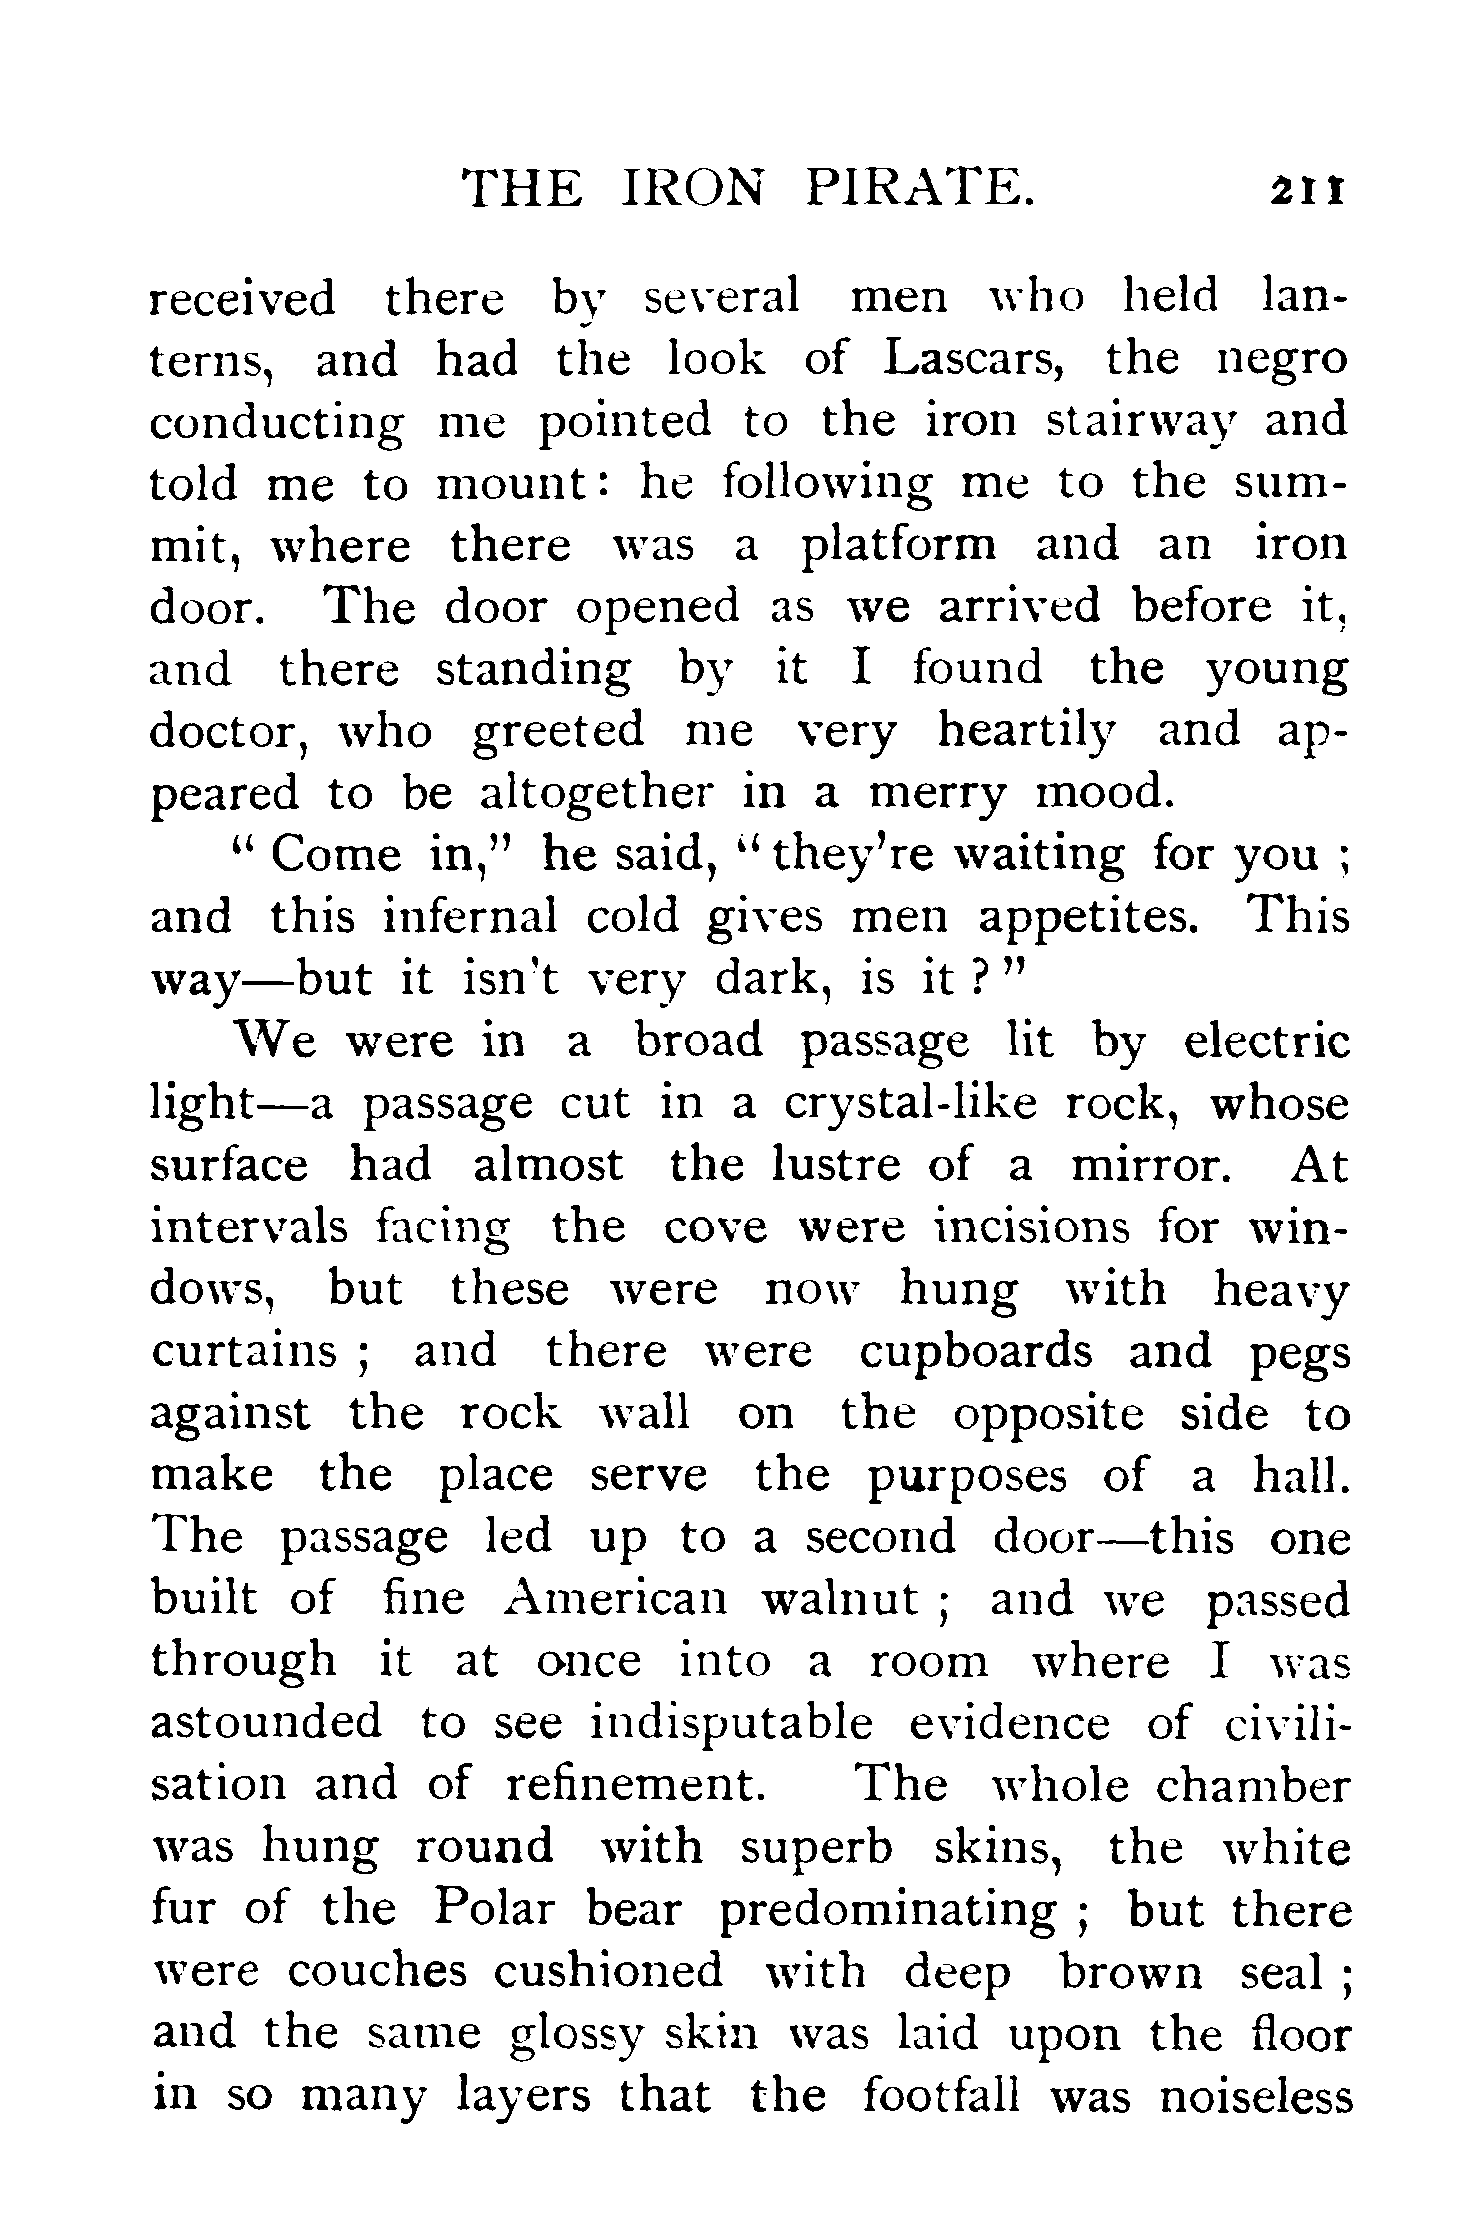 THE IRON PIRATE. 211
received there by several men who held lan-
terns, and had the look of Lascars, the negro
conducting me pointed to the iron stairway and
told me to mount: he following me to the sum-
mit, where there was a platform and an iron
door. The door opened as we arrived before it,
and there standing by it I found the young
doctor, who greeted me very heartily and ap-
peared to be altogether in a merry mood.
“Come in,” he said, “they’re waiting for you ;
and this infernal cold gives men appetites. This
way—but it isn’t very dark, is it ? ”
We were in a broad passage lit by electric
light—a passage cut in a crystal-like rock, whose
surface had almost the lustre of a mirror. At
intervals facing the cove were incisions for win-
dows, but these were now hung with heavy
curtains ; and there were cupboards and pegs
against the rock wall on the opposite side to
make the place serve the purposes of a hall.
The passage led up to a second door—this one
built of fine American walnut ; and we passed
through it at once into a room where I was
astounded to see indisputable evidence of civili-
sation and of refinement. The whole chamber
was hung round with superb skins, the white
fur of the Polar bear predominating ; but there
were couches cushioned with deep brown seal ;
and the same glossy skin was laid upon the floor
in so many layers that the footfall was noiseless